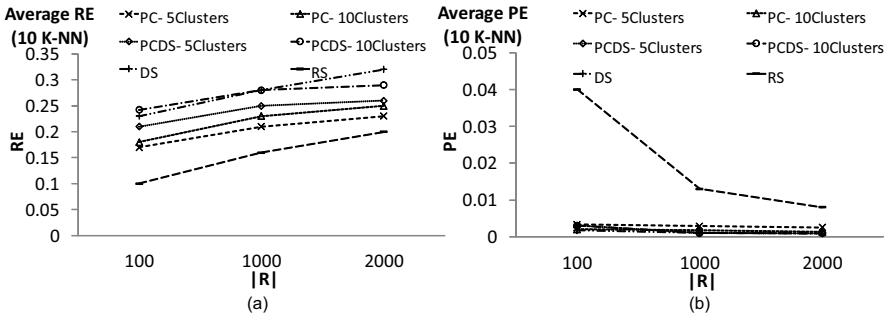 Average RE
(10 K-NN)
PC- 5Clusters
PC- 10Clusters
PCDS- 5Clusters
PCDS- 10Clusters
DS
RS
RE
0.35
0.3
0.25
0.2
0.15
0.1
0.05
0
100
1000
2000
|R|
(a)
Average PE
(10 K-NN)
PC- 5Clusters
PC- 10Clusters
PCDS- 5Clusters
PCDS- 10Clusters
DS
RS
PE
0.05
0.04
0.03
0.02
0.01
0
100
1000
2000
|R|
(b)